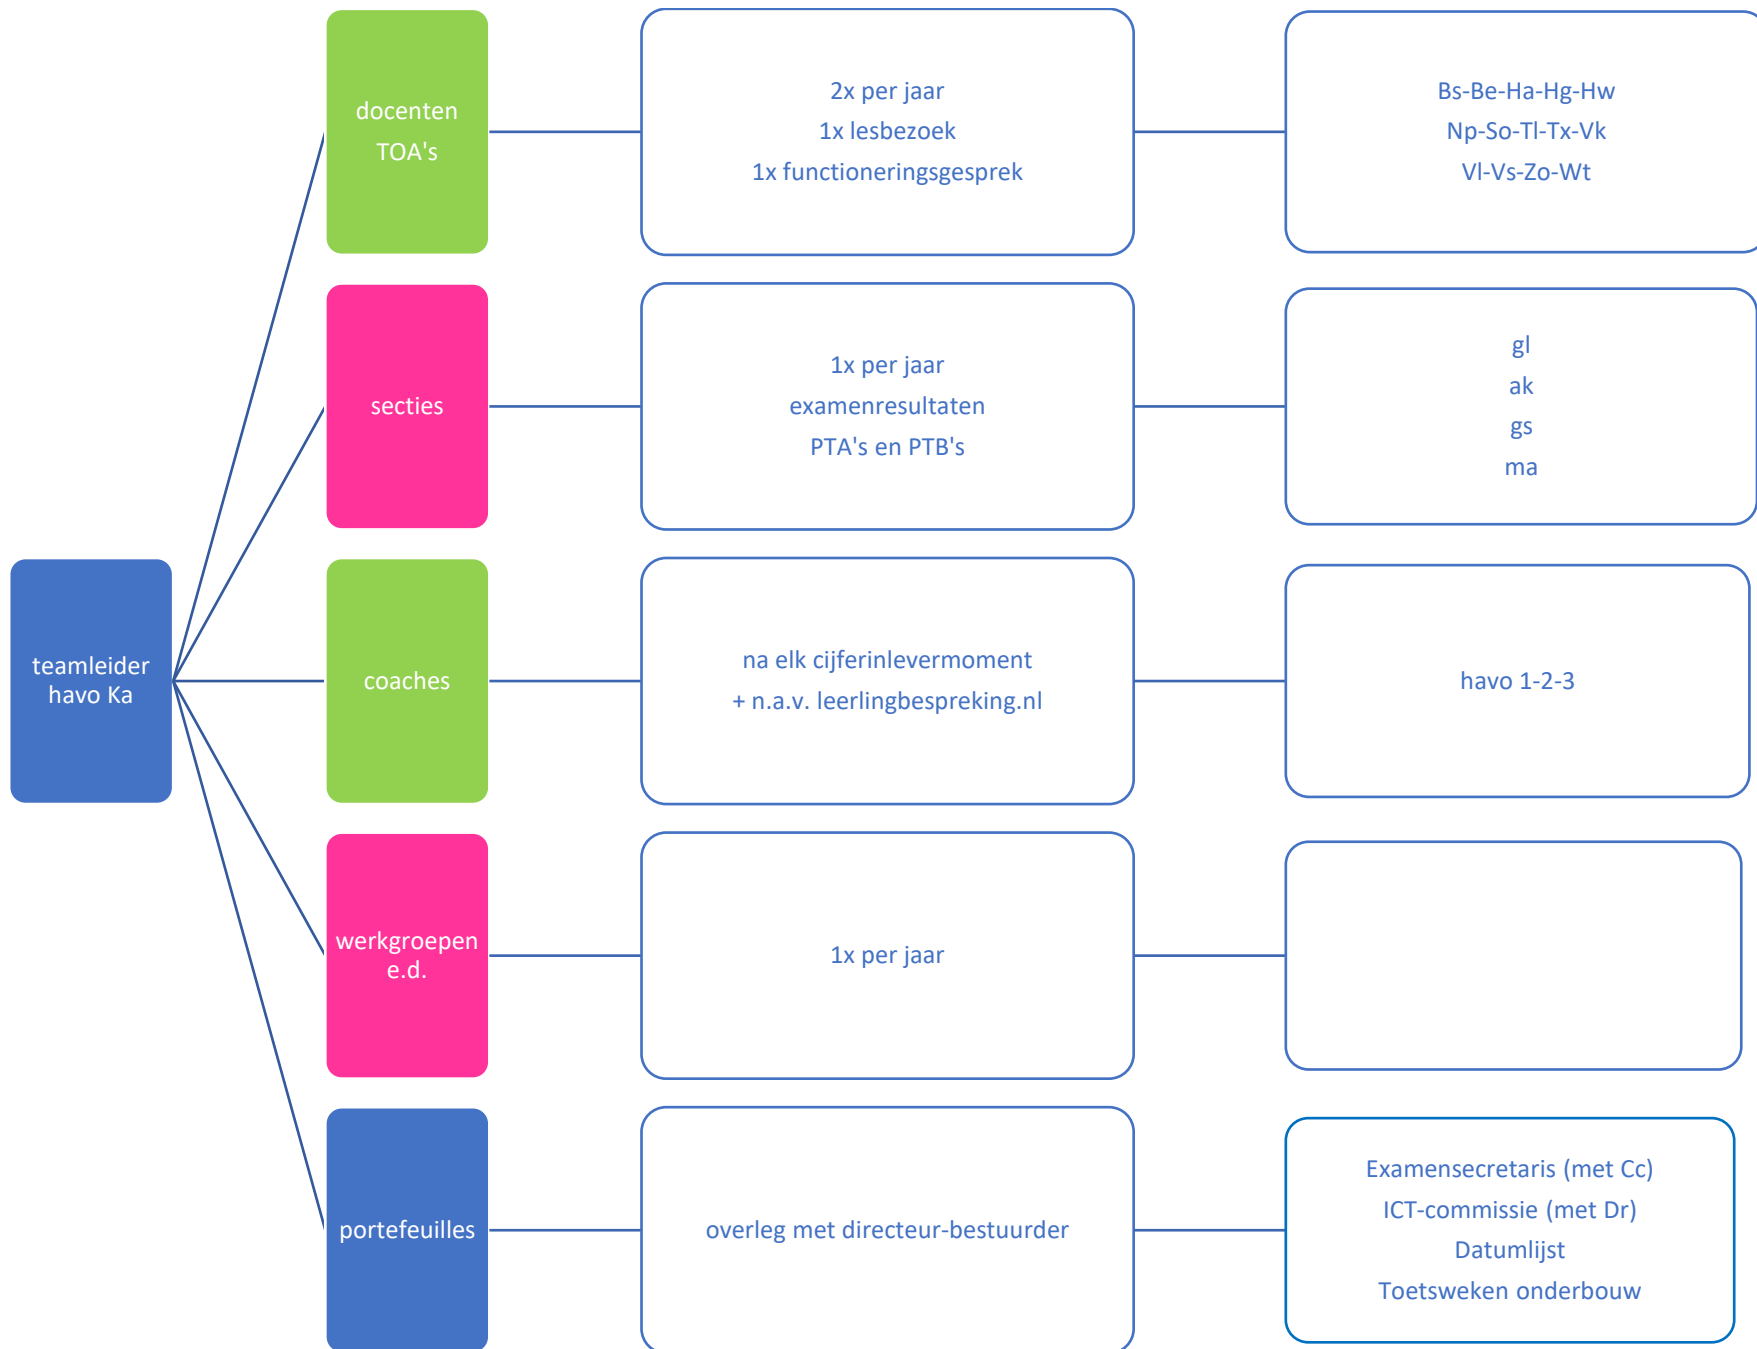 teamleider
havo Ka
docenten
TOA's
2x per jaar
1x lesbezoek
1x functioneringsgesprek
Bs-Be-Ha-Hg-Hw
Np-So-Tl-Tx-Vk
Vl-Vs-Zo-Wt
secties
1x per jaar
examenresultaten
PTA's en PTB's
gl
ak
gs
ma
coaches
na elk cijferinlevermoment
+ n.a.v. leerlingbespreking.nl
havo 1-2-3
werkgroepen
e.d.
1x per jaar
portefeuilles
overleg met directeur-bestuurder
Examensecretaris (met Cc)
ICT-commissie (met Dr)
Datumlijst
Toetsweken onderbouw